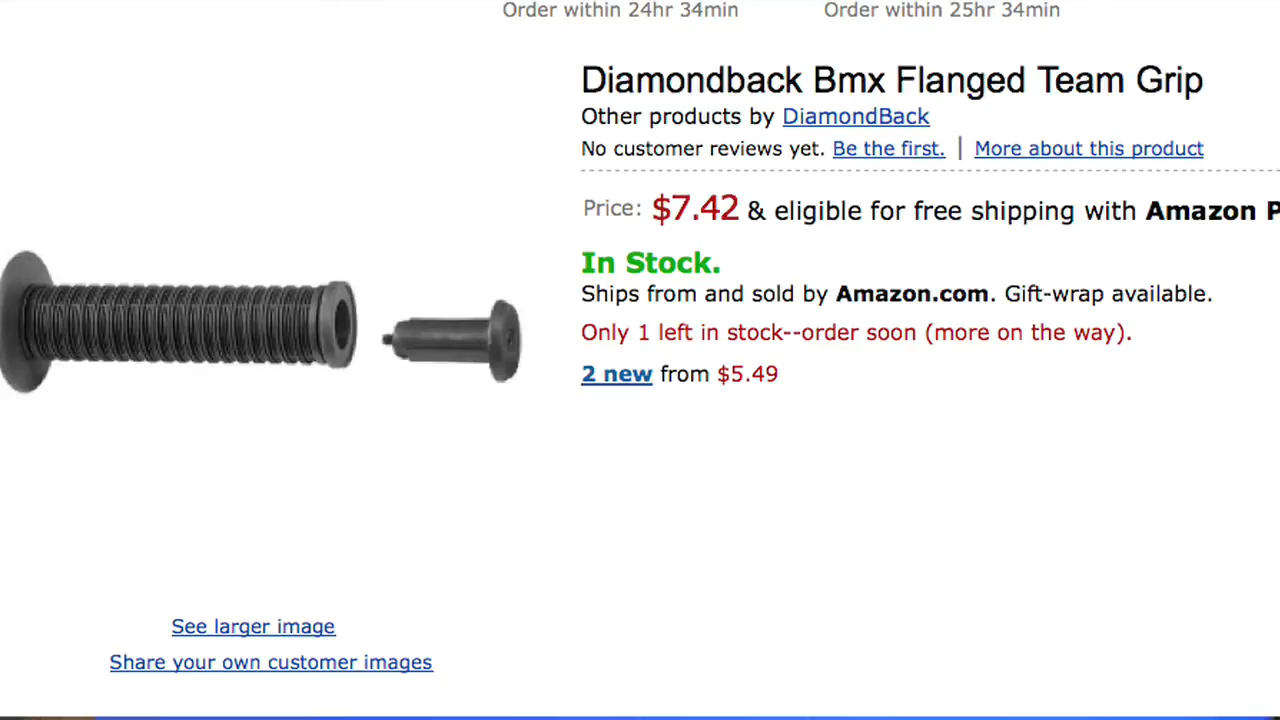 Order within 24hr 34min Order within 25hr 34min
Diamondback Bmx Flanged Team Grip
Other products by DiamondBack
No customer reviews yet. Be the first. | More about this product
Price: $7.42 & eligible for free shipping with Amazon P
In Stock.
Ships from and sold by Amazon.com. Gift-wrap available.
Only 1 left in stock--order soon (more on the way).
2 new from $5.49
See larger image
Share your own customer images